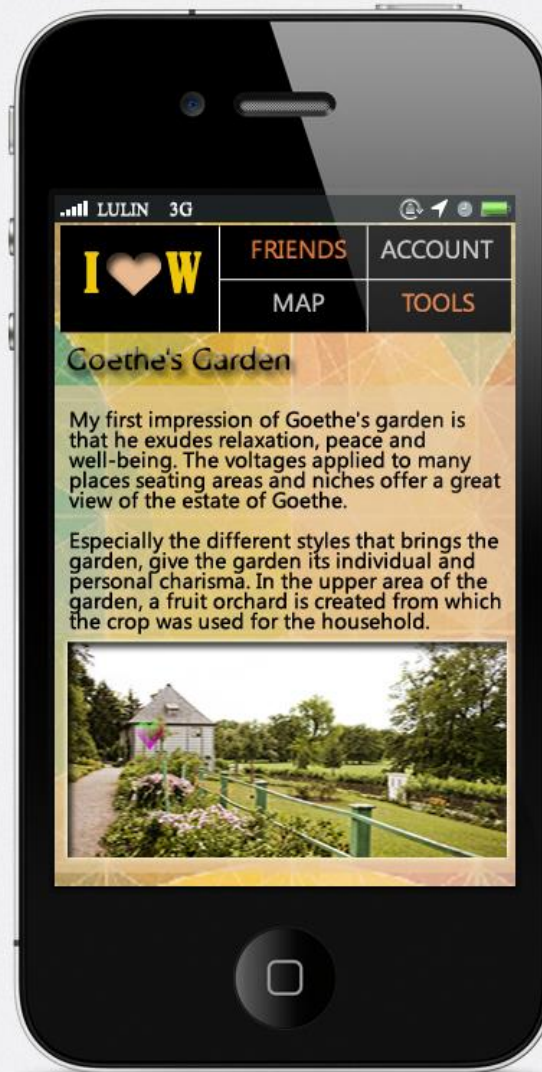 LULIN 3G
I W
FRIENDS ACCOUNT
MAP TOOLS
Goethe's Garden
My first impression of Goethe's garden is
that he exudes relaxation, peace and
well-being. The voltages applied to many
places seating areas and niches offer a great
view of the estate of Goethe.
Especially the different styles that brings the
garden, give the garden its individual and
personal charisma. In the upper area of the
garden, a fruit orchard is created from which
the crop was used for the household.